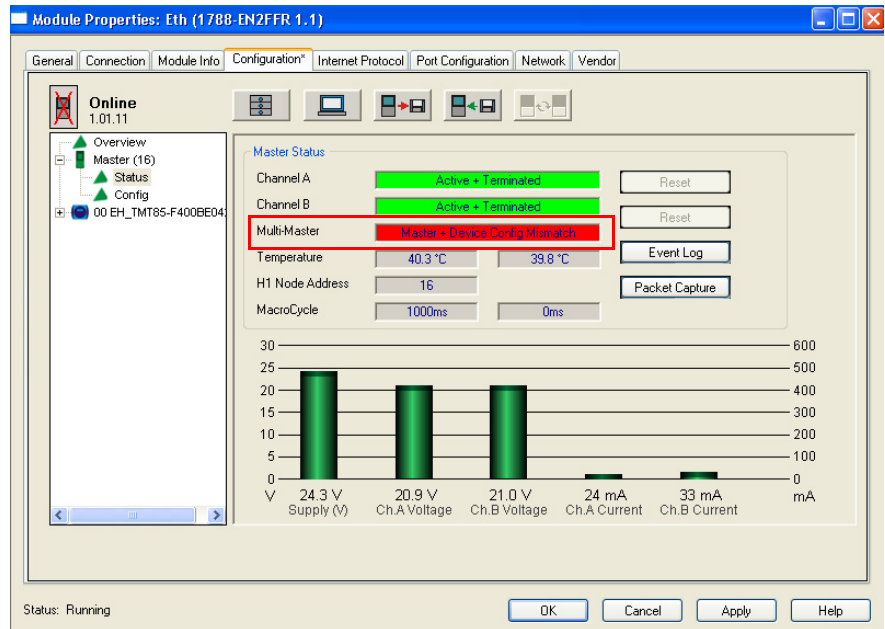 Module Properties: Eth (1788-EN2FFR 1.1)
General Connection Module Info Configuration* Internet Protocol Port Configuration Network Vendor
Online
1.01.11
Overview
Master (16)
Status
Config
00 EH_TMT85-F400BE04
Master Status
Channel A Active + Terminated Reset
Channel B Active + Terminated Reset
Multi-Master Master + Device Config Mismatch
Temperature 40.3 °C 39.8 °C Event Log
H1 Node Address 16 Packet Capture
MacroCycle 1000ms 0ms
30 600
25 500
20 400
15 300
10 200
5 100
0 0
V 24.3 V 20.9 V 21.0 V 24 mA 33 mA mA
Supply (V) Ch.A Voltage Ch.B Voltage Ch.A Current Ch.B Current
Status: Running
OK Cancel Apply Help